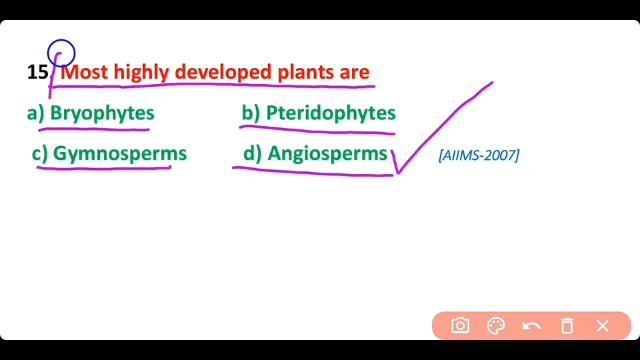 15. Most highly developed plants are
a) Bryophytes b) Pteridophytes
c) Gymnosperms d) Angiosperms [AIIMS-2007]